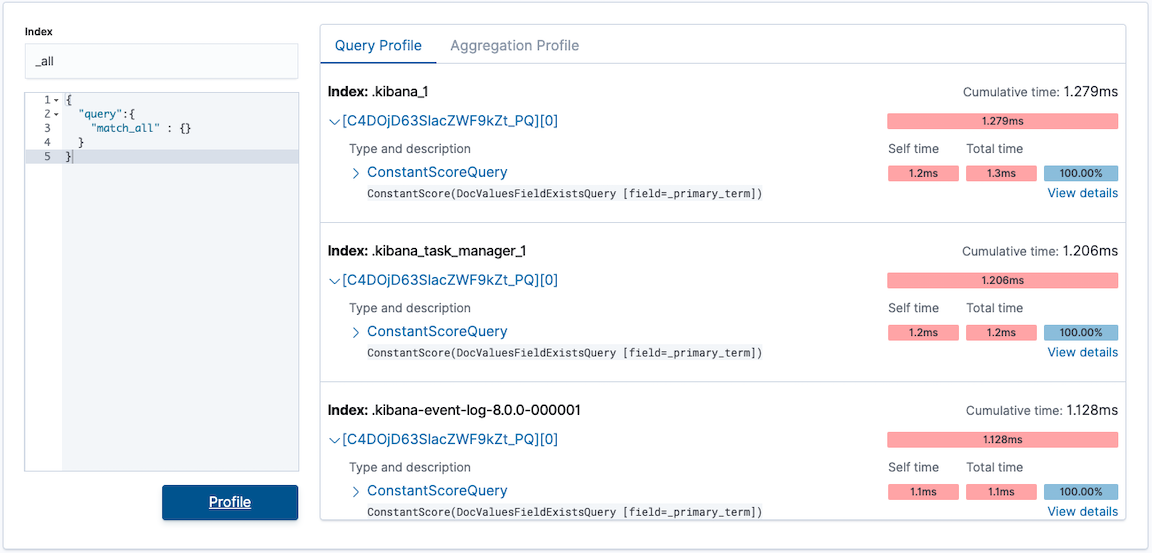 Index
_all
1 {
2 "query":{
3 "match_all" : {}
4 }
5 }
Profile
Query Profile Aggregation Profile
Index: .kibana_1 Cumulative time: 1.279ms
[C4DOjD63SlacZWF9kZt_PQ][0] 1.279ms
Type and description Self time Total time
ConstantScoreQuery 1.2ms 1.3ms 100.00%
ConstantScore(DocValuesFieldExistsQuery [field=_primary_term]) View details
Index: .kibana_task_manager_1 Cumulative time: 1.206ms
[C4DOjD63SlacZWF9kZt_PQ][0] 1.206ms
Type and description Self time Total time
ConstantScoreQuery 1.2ms 1.2ms 100.00%
ConstantScore(DocValuesFieldExistsQuery [field=_primary_term]) View details
Index: .kibana-event-log-8.0.0-000001 Cumulative time: 1.128ms
[C4DOjD63SlacZWF9kZt_PQ][0] 1.128ms
Type and description Self time Total time
ConstantScoreQuery 1.1ms 1.1ms 100.00%
ConstantScore(DocValuesFieldExistsQuery [field=_primary_term]) View details